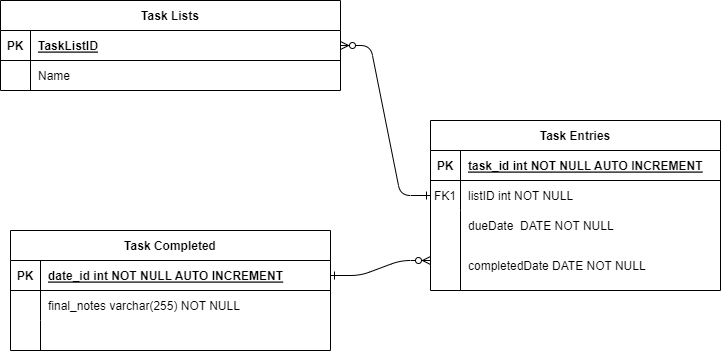 Task Lists
PK TaskListID
Name
Task Entries
PK task_id int NOT NULL AUTO INCREMENT
FK1 listID int NOT NULL
dueDate  DATE NOT NULL
completedDate DATE NOT NULL
Task Completed
PK date_id int NOT NULL AUTO INCREMENT
final_notes varchar(255) NOT NULL